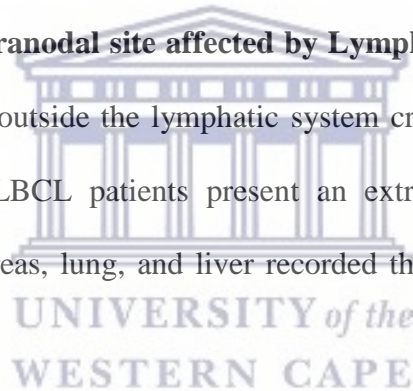 ranodal site affected by Lymph
outside the lymphatic system cr
LBCL patients present an extr
eas, lung, and liver recorded th
UNIVERSITY of the
WESTERN CAPE